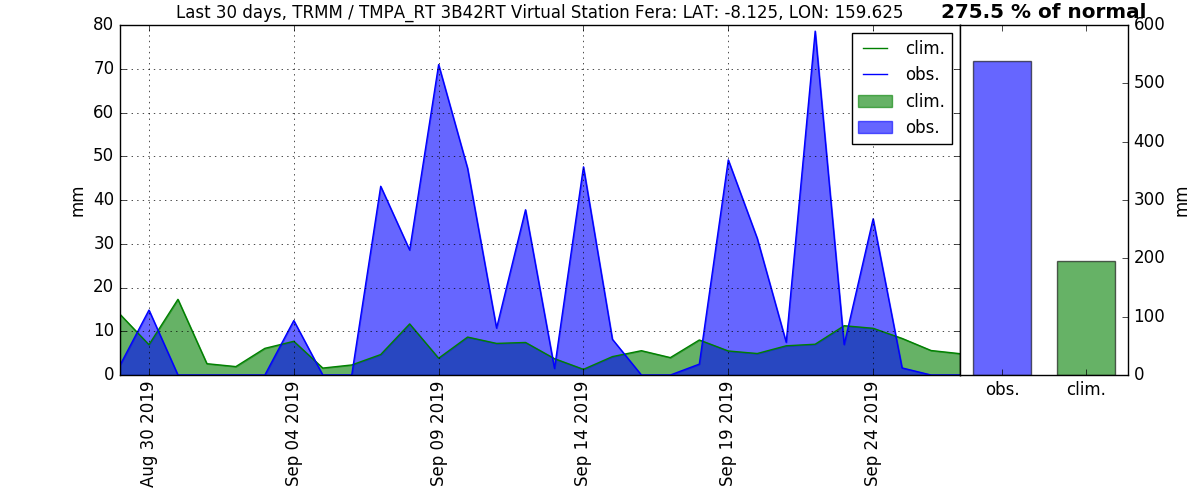 Last 30 days, TRMM / TMPA_RT 3B42RT Virtual Station Fera: LAT: -8.125, LON: 159.625
275.5 % of normal
80
70
60
50
40
30
20
10
0
mm
clim.
obs.
clim.
obs.
Aug 30 2019
Sep 04 2019
Sep 09 2019
Sep 14 2019
Sep 19 2019
Sep 24 2019
600
500
400
300
200
100
0
mm
obs.
clim.